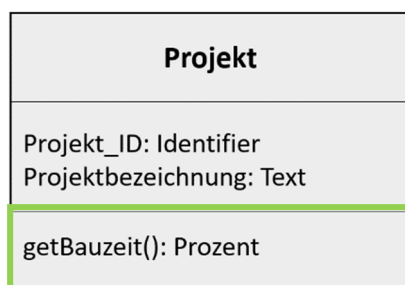 Projekt
Projekt_ID: Identifier
Projektbezeichnung: Text
getBauzeit(): Prozent